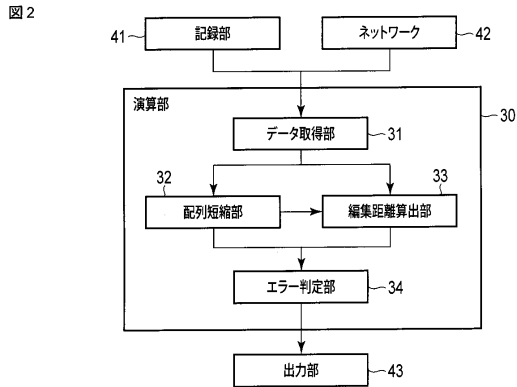 図2
記録部
41
ネットワーク
42
演算部
30
データ取得部
31
32
配列短縮部
33
編集距離算出部
エラー判定部
34
出力部
43